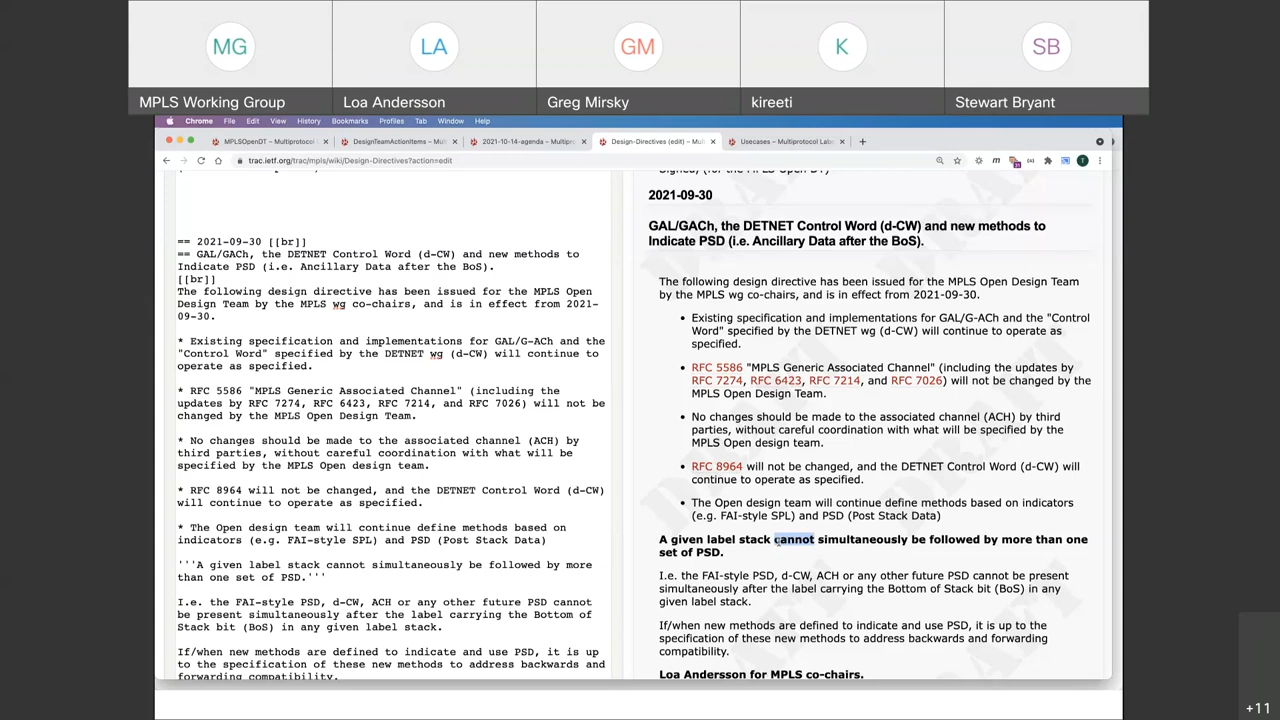 MG
LA
GM
K
SB
MPLS Working Group
Loa Andersson
Greg Mirsky
kireeti
Stewart Bryant
Chrome File Edit View History Bookmarks Profiles Tab Window Help
MPLSOpenDT – Multiprotocol
DesignTeamActionItems – Mult
2021-10-14-agenda – Multipro
Design-Directives (edit) – Mul
Usecases – Multiprotocol Lab
trac.ietf.org/trac/mpls/wiki/Design-Directives?action=edit
== 2021-09-30 [[br]]
== GAL/GACh, the DETNET Control Word (d-CW) and new methods to
Indicate PSD (i.e. Ancillary Data after the BoS).
[[br]]
The following design directive has been issued for the MPLS Open
Design Team by the MPLS wg co-chairs, and is in effect from 2021-
09-30.
* Existing specification and implementations for GAL/G-ACh and the
"Control Word" specified by the DETNET wg (d-CW) will continue to
operate as specified.
* RFC 5586 "MPLS Generic Associated Channel" (including the
updates by RFC 7274, RFC 6423, RFC 7214, and RFC 7026) will not be
changed by the MPLS Open Design Team.
* No changes should be made to the associated channel (ACH) by
third parties, without careful coordination with what will be
specified by the MPLS Open design team.
* RFC 8964 will not be changed, and the DETNET Control Word (d-CW)
will continue to operate as specified.
* The Open design team will continue define methods based on
indicators (e.g. FAI-style SPL) and PSD (Post Stack Data)
'''A given label stack cannot simultaneously be followed by more
than one set of PSD.'''
I.e. the FAI-style PSD, d-CW, ACH or any other future PSD cannot
be present simultaneously after the label carrying the Bottom of
Stack bit (BoS) in any given label stack.
If/when new methods are defined to indicate and use PSD, it is up
to the specification of these new methods to address backwards and
forwarding compatibility.
Signed) (for the MPLS Open DT)
2021-09-30
GAL/GACh, the DETNET Control Word (d-CW) and new methods to
Indicate PSD (i.e. Ancillary Data after the BoS).
The following design directive has been issued for the MPLS Open Design Team
by the MPLS wg co-chairs, and is in effect from 2021-09-30.
• Existing specification and implementations for GAL/G-ACh and the "Control
Word" specified by the DETNET wg (d-CW) will continue to operate as
specified.
• RFC 5586 "MPLS Generic Associated Channel" (including the updates by
RFC 7274, RFC 6423, RFC 7214, and RFC 7026) will not be changed by the
MPLS Open Design Team.
• No changes should be made to the associated channel (ACH) by third
parties, without careful coordination with what will be specified by the
MPLS Open design team.
• RFC 8964 will not be changed, and the DETNET Control Word (d-CW) will
continue to operate as specified.
• The Open design team will continue define methods based on indicators
(e.g. FAI-style SPL) and PSD (Post Stack Data)
A given label stack cannot simultaneously be followed by more than one
set of PSD.
I.e. the FAI-style PSD, d-CW, ACH or any other future PSD cannot be present
simultaneously after the label carrying the Bottom of Stack bit (BoS) in any
given label stack.
If/when new methods are defined to indicate and use PSD, it is up to the
specification of these new methods to address backwards and forwarding
compatibility.
Loa Andersson for MPLS co-chairs.
+11